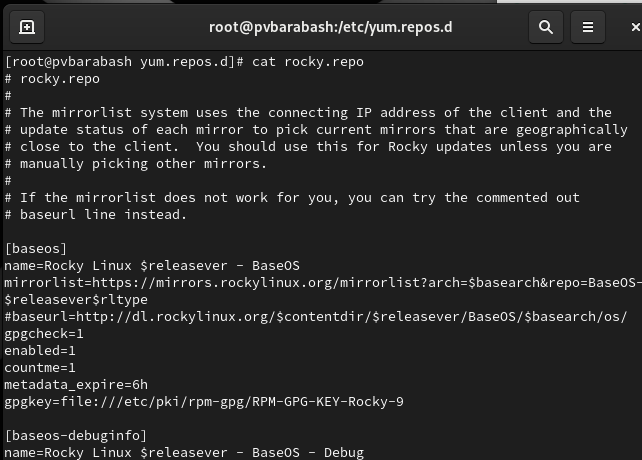 root@pvbarabash:/etc/yum.repos.d
[root@pvbarabash yum.repos.d]# cat rocky.repo
# rocky.repo
#
# The mirrorlist system uses the connecting IP address of the client and the
# update status of each mirror to pick current mirrors that are geographically
# close to the client.  You should use this for Rocky updates unless you are
# manually picking other mirrors.
#
# If the mirrorlist does not work for you, you can try the commented out
# baseurl line instead.
[baseos]
name=Rocky Linux $releasever - BaseOS
mirrorlist=https://mirrors.rockylinux.org/mirrorlist?arch=$basearch&repo=BaseOS-
$releasever$rltype
#baseurl=http://dl.rockylinux.org/$contentdir/$releasever/BaseOS/$basearch/os/
gpgcheck=1
enabled=1
countme=1
metadata_expire=6h
gpgkey=file:///etc/pki/rpm-gpg/RPM-GPG-KEY-Rocky-9
[baseos-debuginfo]
name=Rocky Linux $releasever - BaseOS - Debug